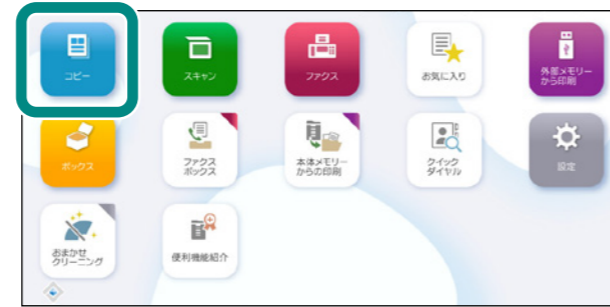 コピー
スキャン
ファクス
お気に入り
外部メモリー
から印刷
ボックス
ファクス
ボックス
本体メモリー
からの印刷
クイック
ダイヤル
設定
おまかせ
クリーニング
便利機能紹介